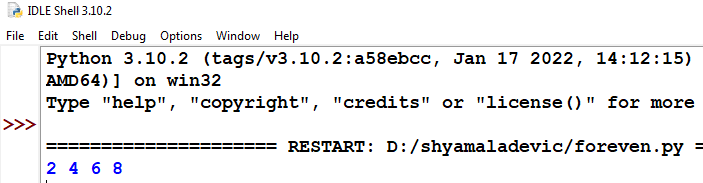 IDLE Shell 3.10.2
File Edit Shell Debug Options Window Help
Python 3.10.2 (tags/v3.10.2:a58ebcc, Jan 17 2022, 14:12:15)
AMD64)] on win32
Type "help", "copyright", "credits" or "license()" for more
>>>
===================== RESTART: D:/shyamaladevic/foreven.py =
2 4 6 8